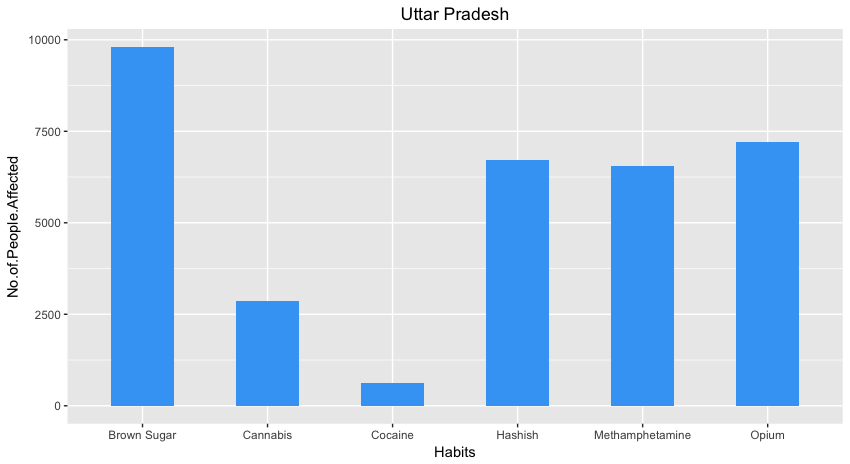 Uttar Pradesh
10000
7500
5000
2500
0
No.of.People.Affected
Brown Sugar Cannabis Cocaine Hashish Methamphetamine Opium
Habits